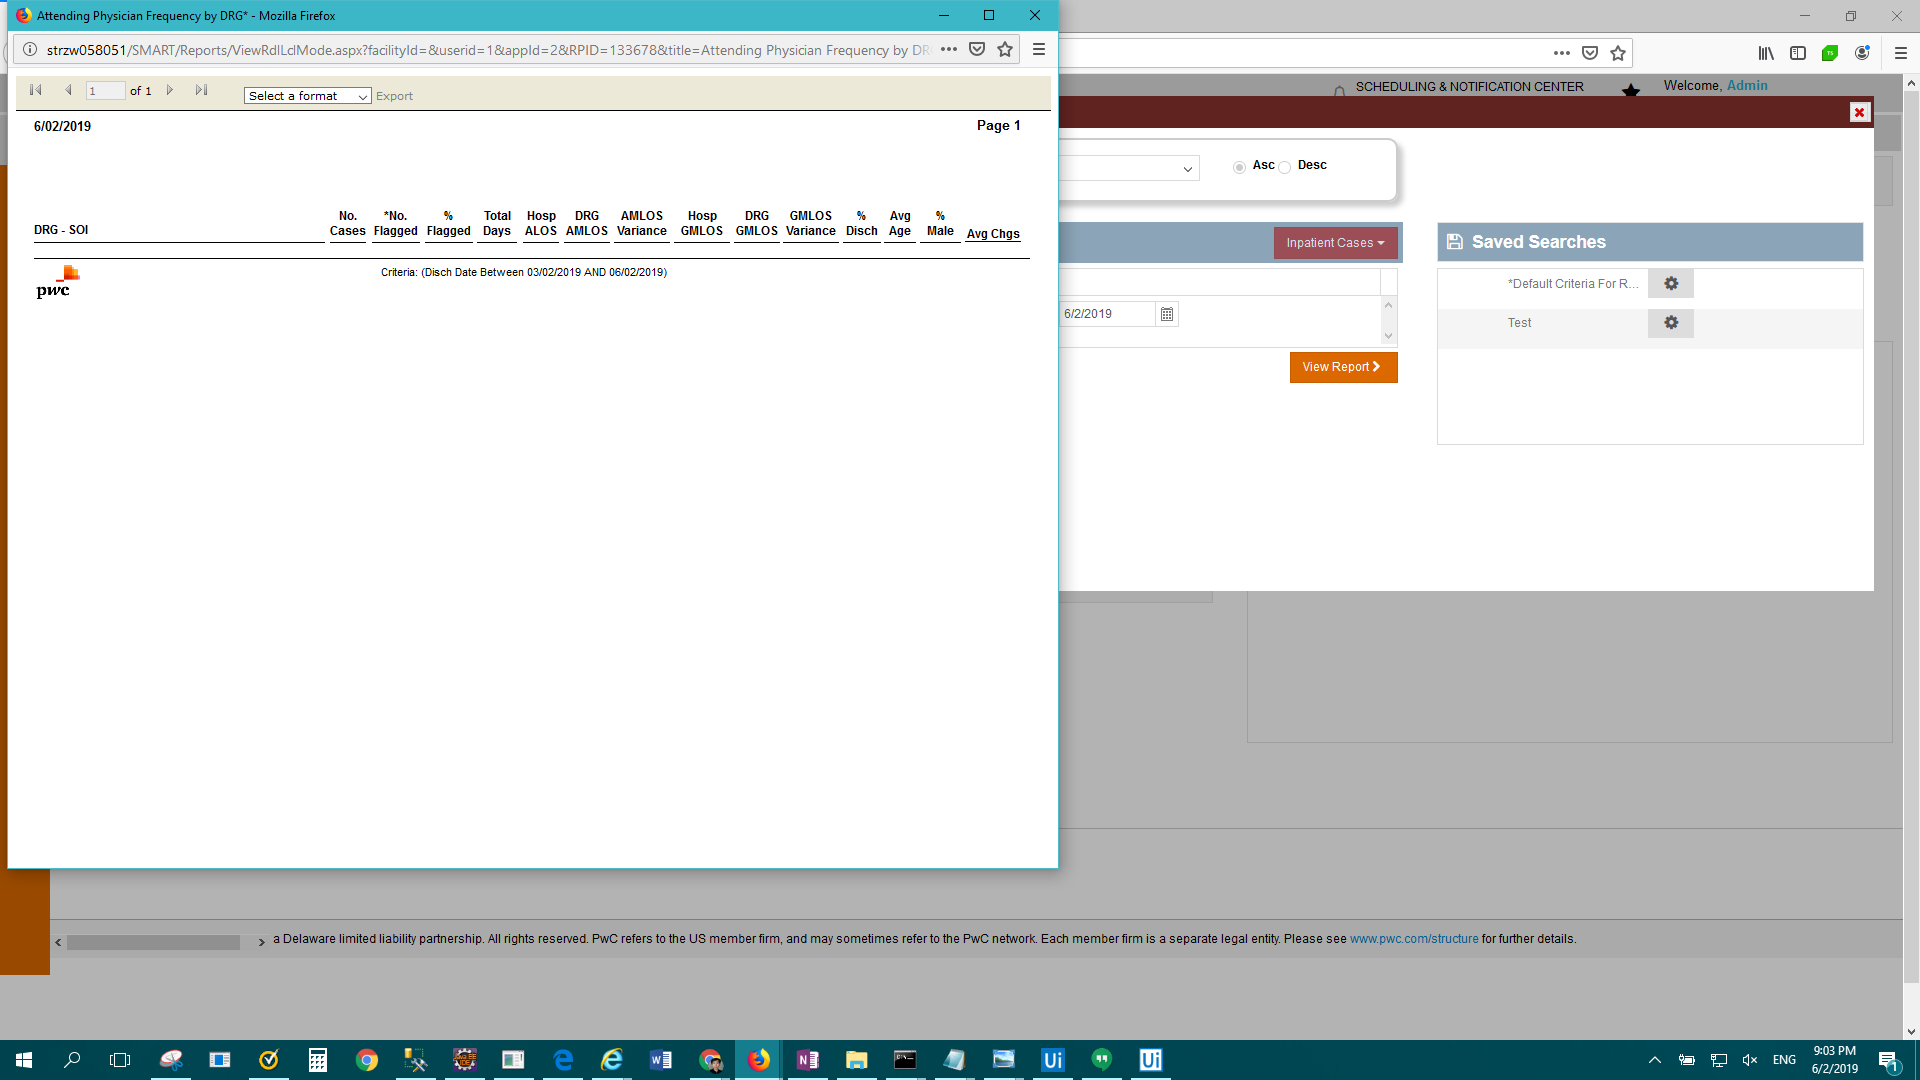 Attending Physician Frequency by DRG* - Mozilla Firefox
strzw058051/SMART/Reports/ViewRdlLclMode.aspx?facilityId=&userid=1&appId=2&RPID=133678&title=Attending Physician Frequency by DR
1 of 1 Select a format Export
6/02/2019 Page 1
DRG - SOI
No. Cases
*No. Flagged
% Flagged
Total Days
Hosp ALOS
DRG AMLOS
AMLOS Variance
Hosp GMLOS
DRG GMLOS
GMLOS Variance
% Disch
Avg Age
% Male
Avg Chgs
pwc
Criteria: (Disch Date Between 03/02/2019 AND 06/02/2019)
SCHEDULING & NOTIFICATION CENTER
Welcome, Admin
Asc Desc
Inpatient Cases
6/2/2019
View Report
Saved Searches
*Default Criteria For R...
Test
a Delaware limited liability partnership. All rights reserved. PwC refers to the US member firm, and may sometimes refer to the PwC network. Each member firm is a separate legal entity. Please see www.pwc.com/structure for further details.
ENG
9:03 PM
6/2/2019
1